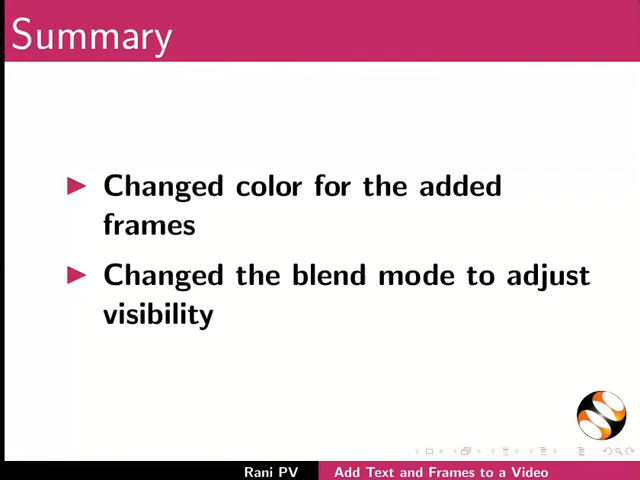 Summary
Changed color for the added
frames
Changed the blend mode to adjust
visibility
Rani PV Add Text and Frames to a Video